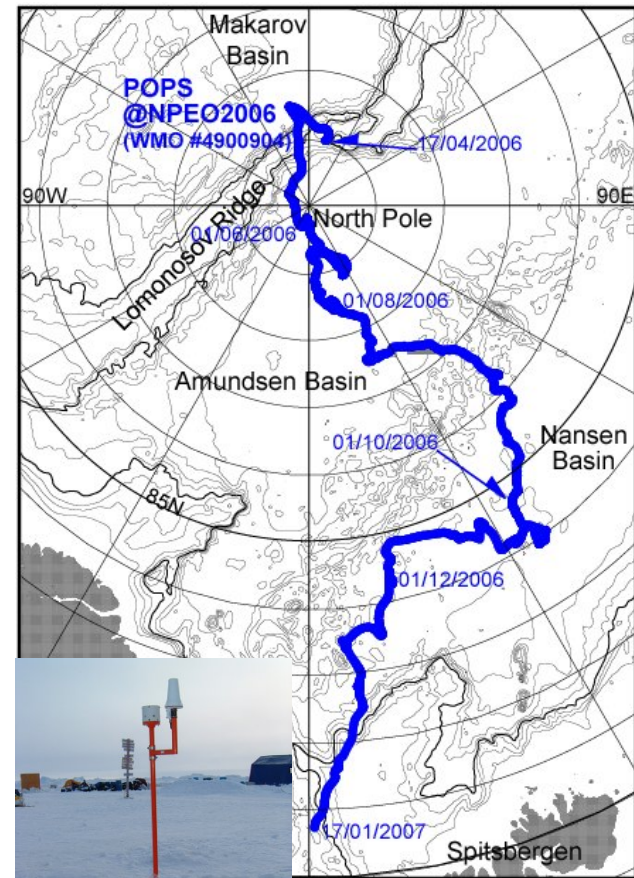 Makarov
Basin
POPS
@NPEO2006
(WMO #4900904)
17/04/2006
90W
90E
North Pole
01/06/2006
Lomonosov Ridge
01/08/2006
Amundsen Basin
01/10/2006
Nansen
Basin
85N
01/12/2006
17/01/2007
Spitsbergen